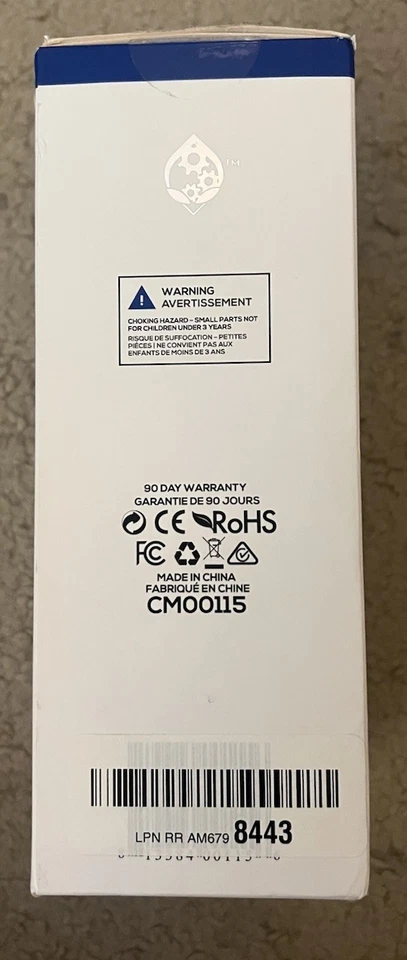 TM
WARNING
AVERTISSEMENT
CHOKING HAZARD – SMALL PARTS NOT
FOR CHILDREN UNDER 3 YEARS
RISQUE DE SUFFOCATION – PETITES
PIÈCES | NE CONVIENT PAS AUX
ENFANTS DE MOINS DE 3 ANS
90 DAY WARRANTY
GARANTIE DE 90 JOURS
CE RoHS
FC
MADE IN CHINA
FABRIQUÉ EN CHINE
CM00115
LPN RR AM679 8443